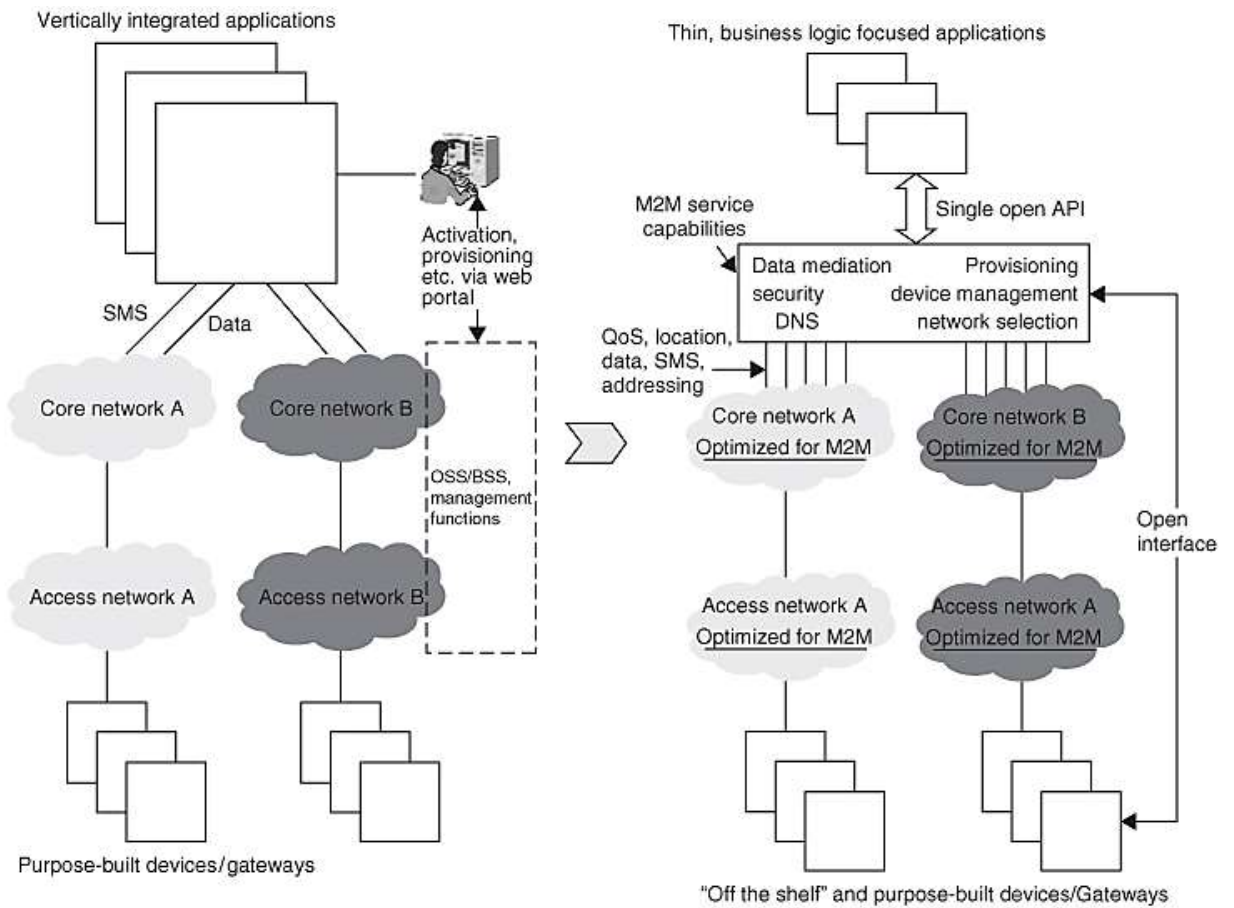 Vertically integrated applications
Activation,
provisioning
etc. via web
portal
SMS
Data
Core network A
Core network B
OSS/BSS,
management
functions
Access network A
Access network B
Purpose-built devices/gateways
Thin, business logic focused applications
Single open API
M2M service
capabilities
Data mediation
security
DNS
Provisioning
device management
network selection
QoS, location,
data, SMS,
addressing
Core network A
Optimized for M2M
Core network B
Optimized for M2M
Open
interface
Access network A
Optimized for M2M
Access network A
Optimized for M2M
"Off the shelf" and purpose-built devices/Gateways